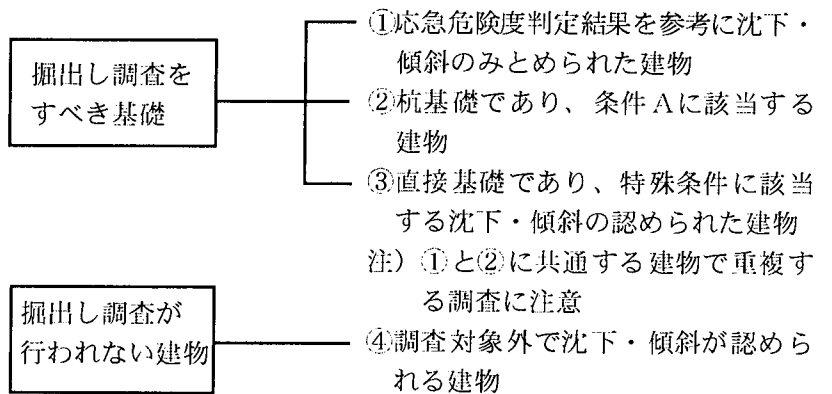 掘出し調査を
すべき基礎
①応急危険度判定結果を参考に沈下・
傾斜のみとめられた建物
②杭基礎であり、条件Aに該当する
建物
③直接基礎であり、特殊条件に該当
する沈下・傾斜の認められた建物
注）①と②に共通する建物で重複す
る調査に注意
掘出し調査が
行われない建物
④調査対象外で沈下・傾斜が認めら
れる建物